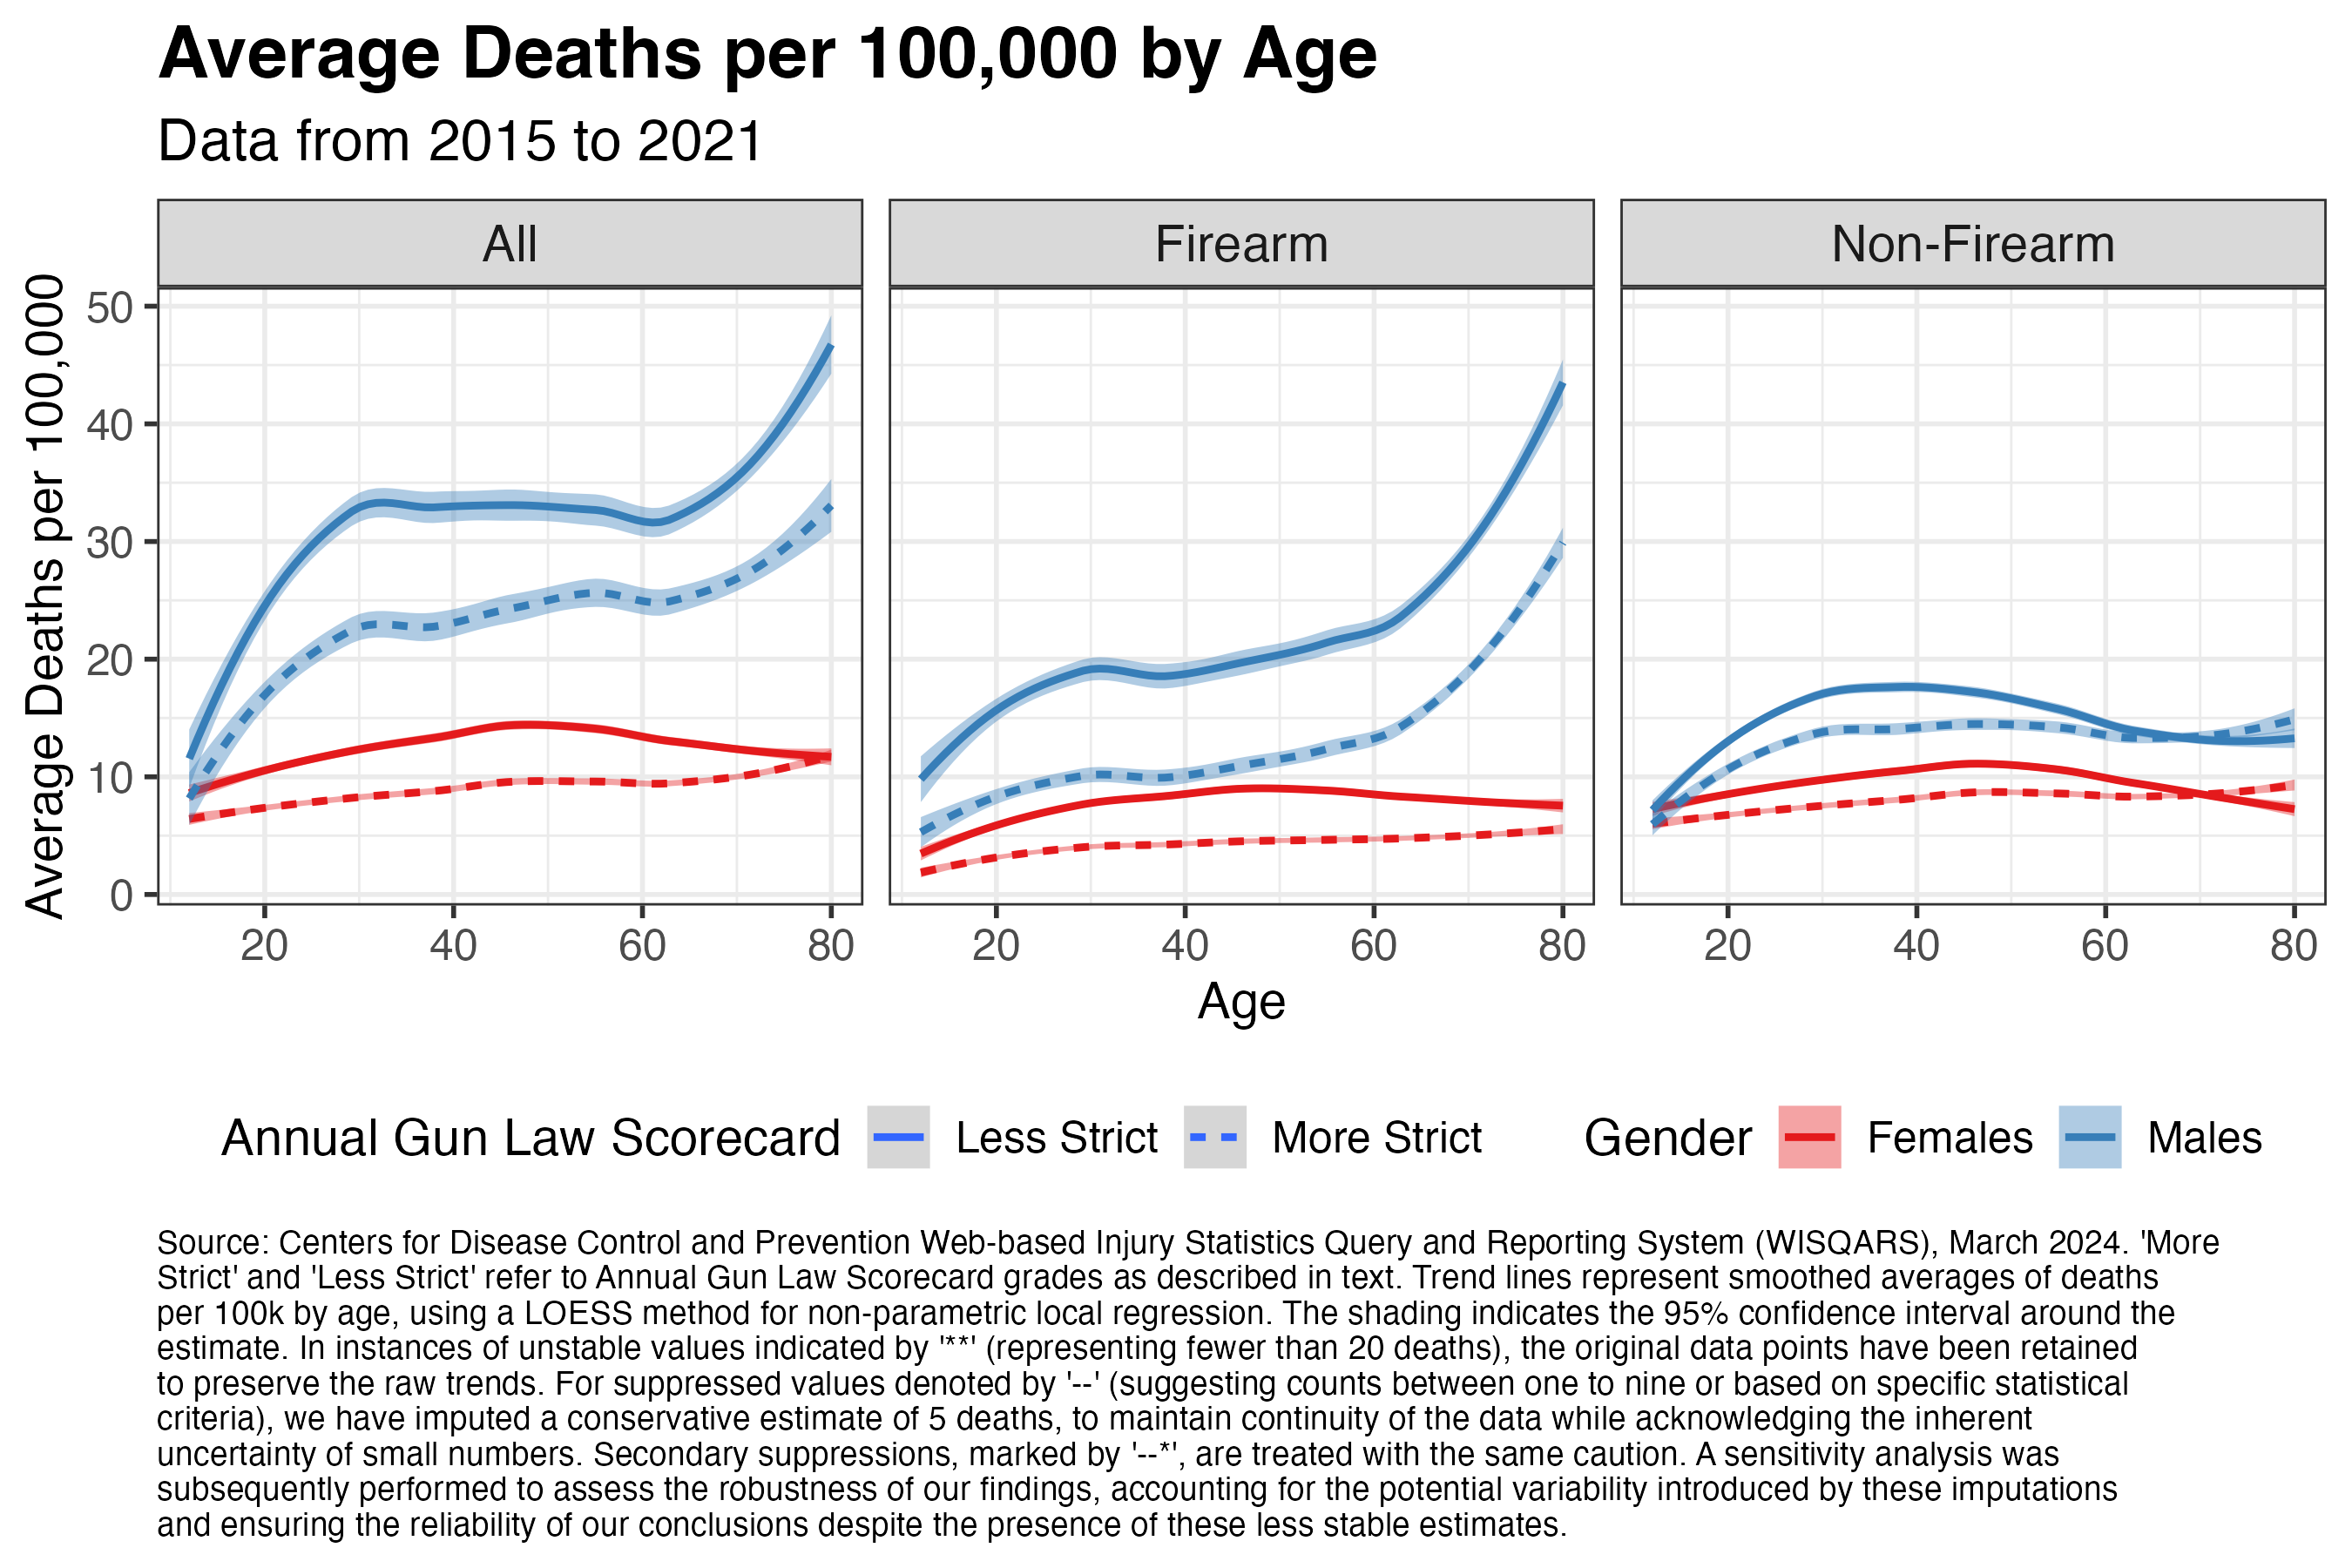 Average Deaths per 100,000 by Age
Data from 2015 to 2021
All
Firearm
Non-Firearm
Average Deaths per 100,000
50
40
30
20
10
0
20 40 60 80
20 40 60 80
20 40 60 80
Age
Annual Gun Law Scorecard Less Strict More Strict Gender Females Males
Source: Centers for Disease Control and Prevention Web-based Injury Statistics Query and Reporting System (WISQARS), March 2024. 'More
Strict' and 'Less Strict' refer to Annual Gun Law Scorecard grades as described in text. Trend lines represent smoothed averages of deaths
per 100k by age, using a LOESS method for non-parametric local regression. The shading indicates the 95% confidence interval around the
estimate. In instances of unstable values indicated by '**' (representing fewer than 20 deaths), the original data points have been retained
to preserve the raw trends. For suppressed values denoted by '--' (suggesting counts between one to nine or based on specific statistical
criteria), we have imputed a conservative estimate of 5 deaths, to maintain continuity of the data while acknowledging the inherent
uncertainty of small numbers. Secondary suppressions, marked by '--*', are treated with the same caution. A sensitivity analysis was
subsequently performed to assess the robustness of our findings, accounting for the potential variability introduced by these imputations
and ensuring the reliability of our conclusions despite the presence of these less stable estimates.